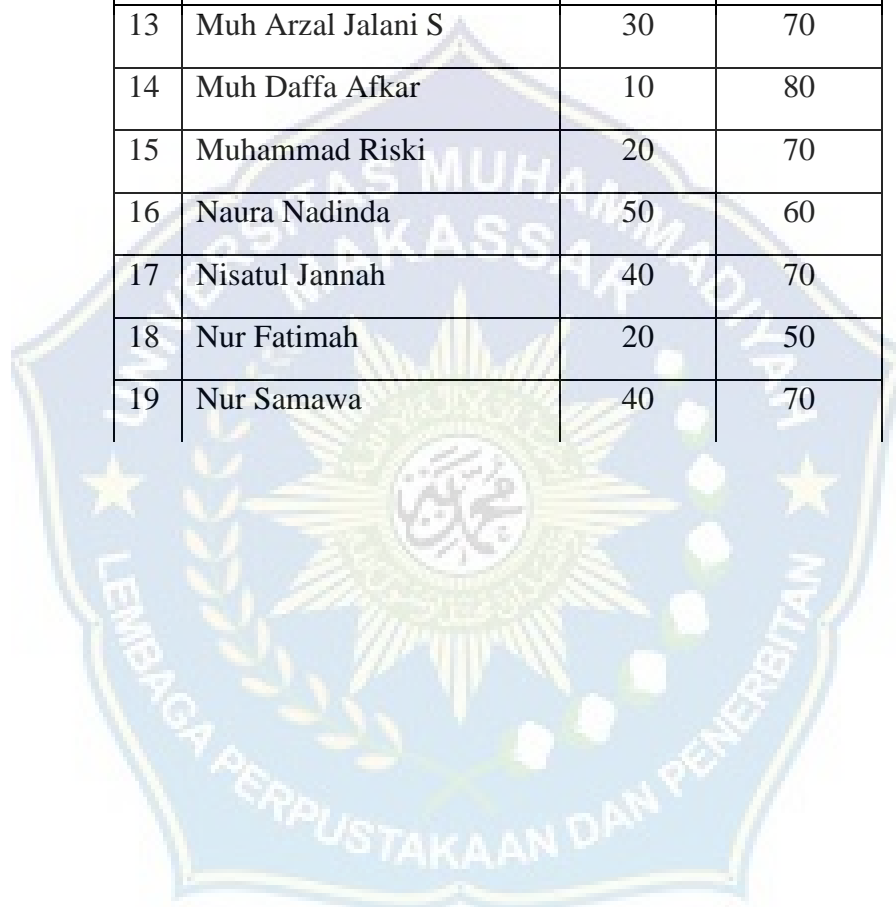 13 Muh Arzal Jalani S 30 70
14 Muh Daffa Afkar 10 80
15 Muhammad Riski 20 70
16 Naura Nadinda 50 60
17 Nisatul Jannah 40 70
18 Nur Fatimah 20 50
19 Nur Samawa 40 70
UNIVERSITAS MUHAMMADIYAH
MAKASSAR
LEMBAGA PERPUSTAKAAN DAN PENERBITAN